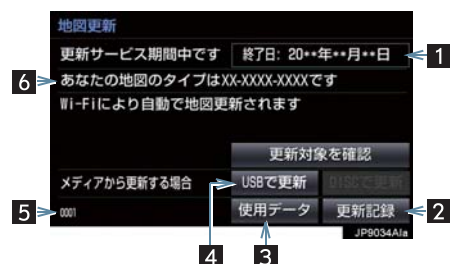 地図更新
更新サービス期間中です 終了日: 20**年**月**日 1
6 あなたの地図のタイプはXX-XXXX-XXXXです
Wi-Fiにより自動で地図更新されます
更新対象を確認
メディアから更新する場合 USBで更新 DISCで更新
5 0001 使用データ 更新記録 2
JP9034AIa
4 3